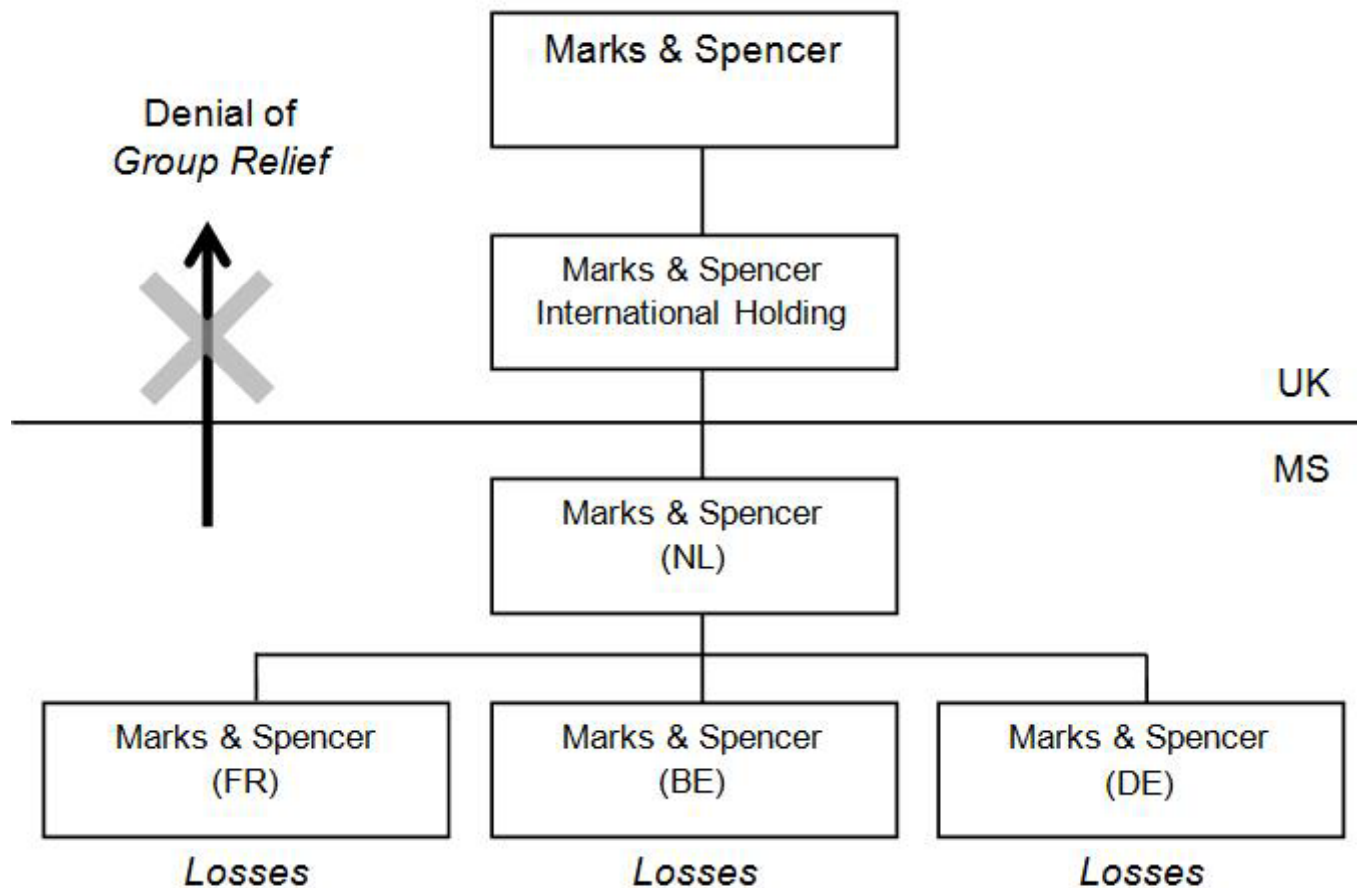 Marks & Spencer
Denial of
Group Relief
Marks & Spencer
International Holding
UK
MS
Marks & Spencer
(NL)
Marks & Spencer
(FR)
Marks & Spencer
(BE)
Marks & Spencer
(DE)
Losses
Losses
Losses